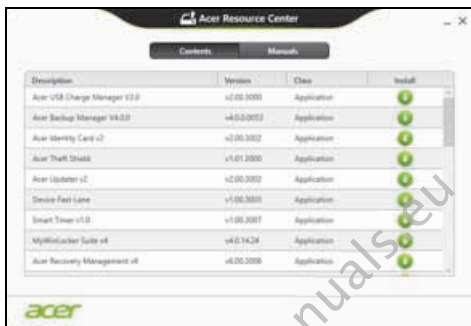 Acer Resource Center
Contents Manuals
Description Version Class Install
Acer USB Charge Manager V2.0 v2.00.3000 Application
Acer Backup Manager V4.0.0 v4.0.0.0053 Application
Acer Identity Card v2 v2.00.3002 Application
Acer Theft Shield v1.01.2000 Application
Acer Updater v2 v2.00.3002 Application
Device Fast-Lane v1.00.3003 Application
Smart Timer v1.0 v1.00.3007 Application
MyWinLocker Suite v4 v4.0.14.24 Application
Acer Recovery Management v6 v6.00.3008 Application
acer
nuals.eu